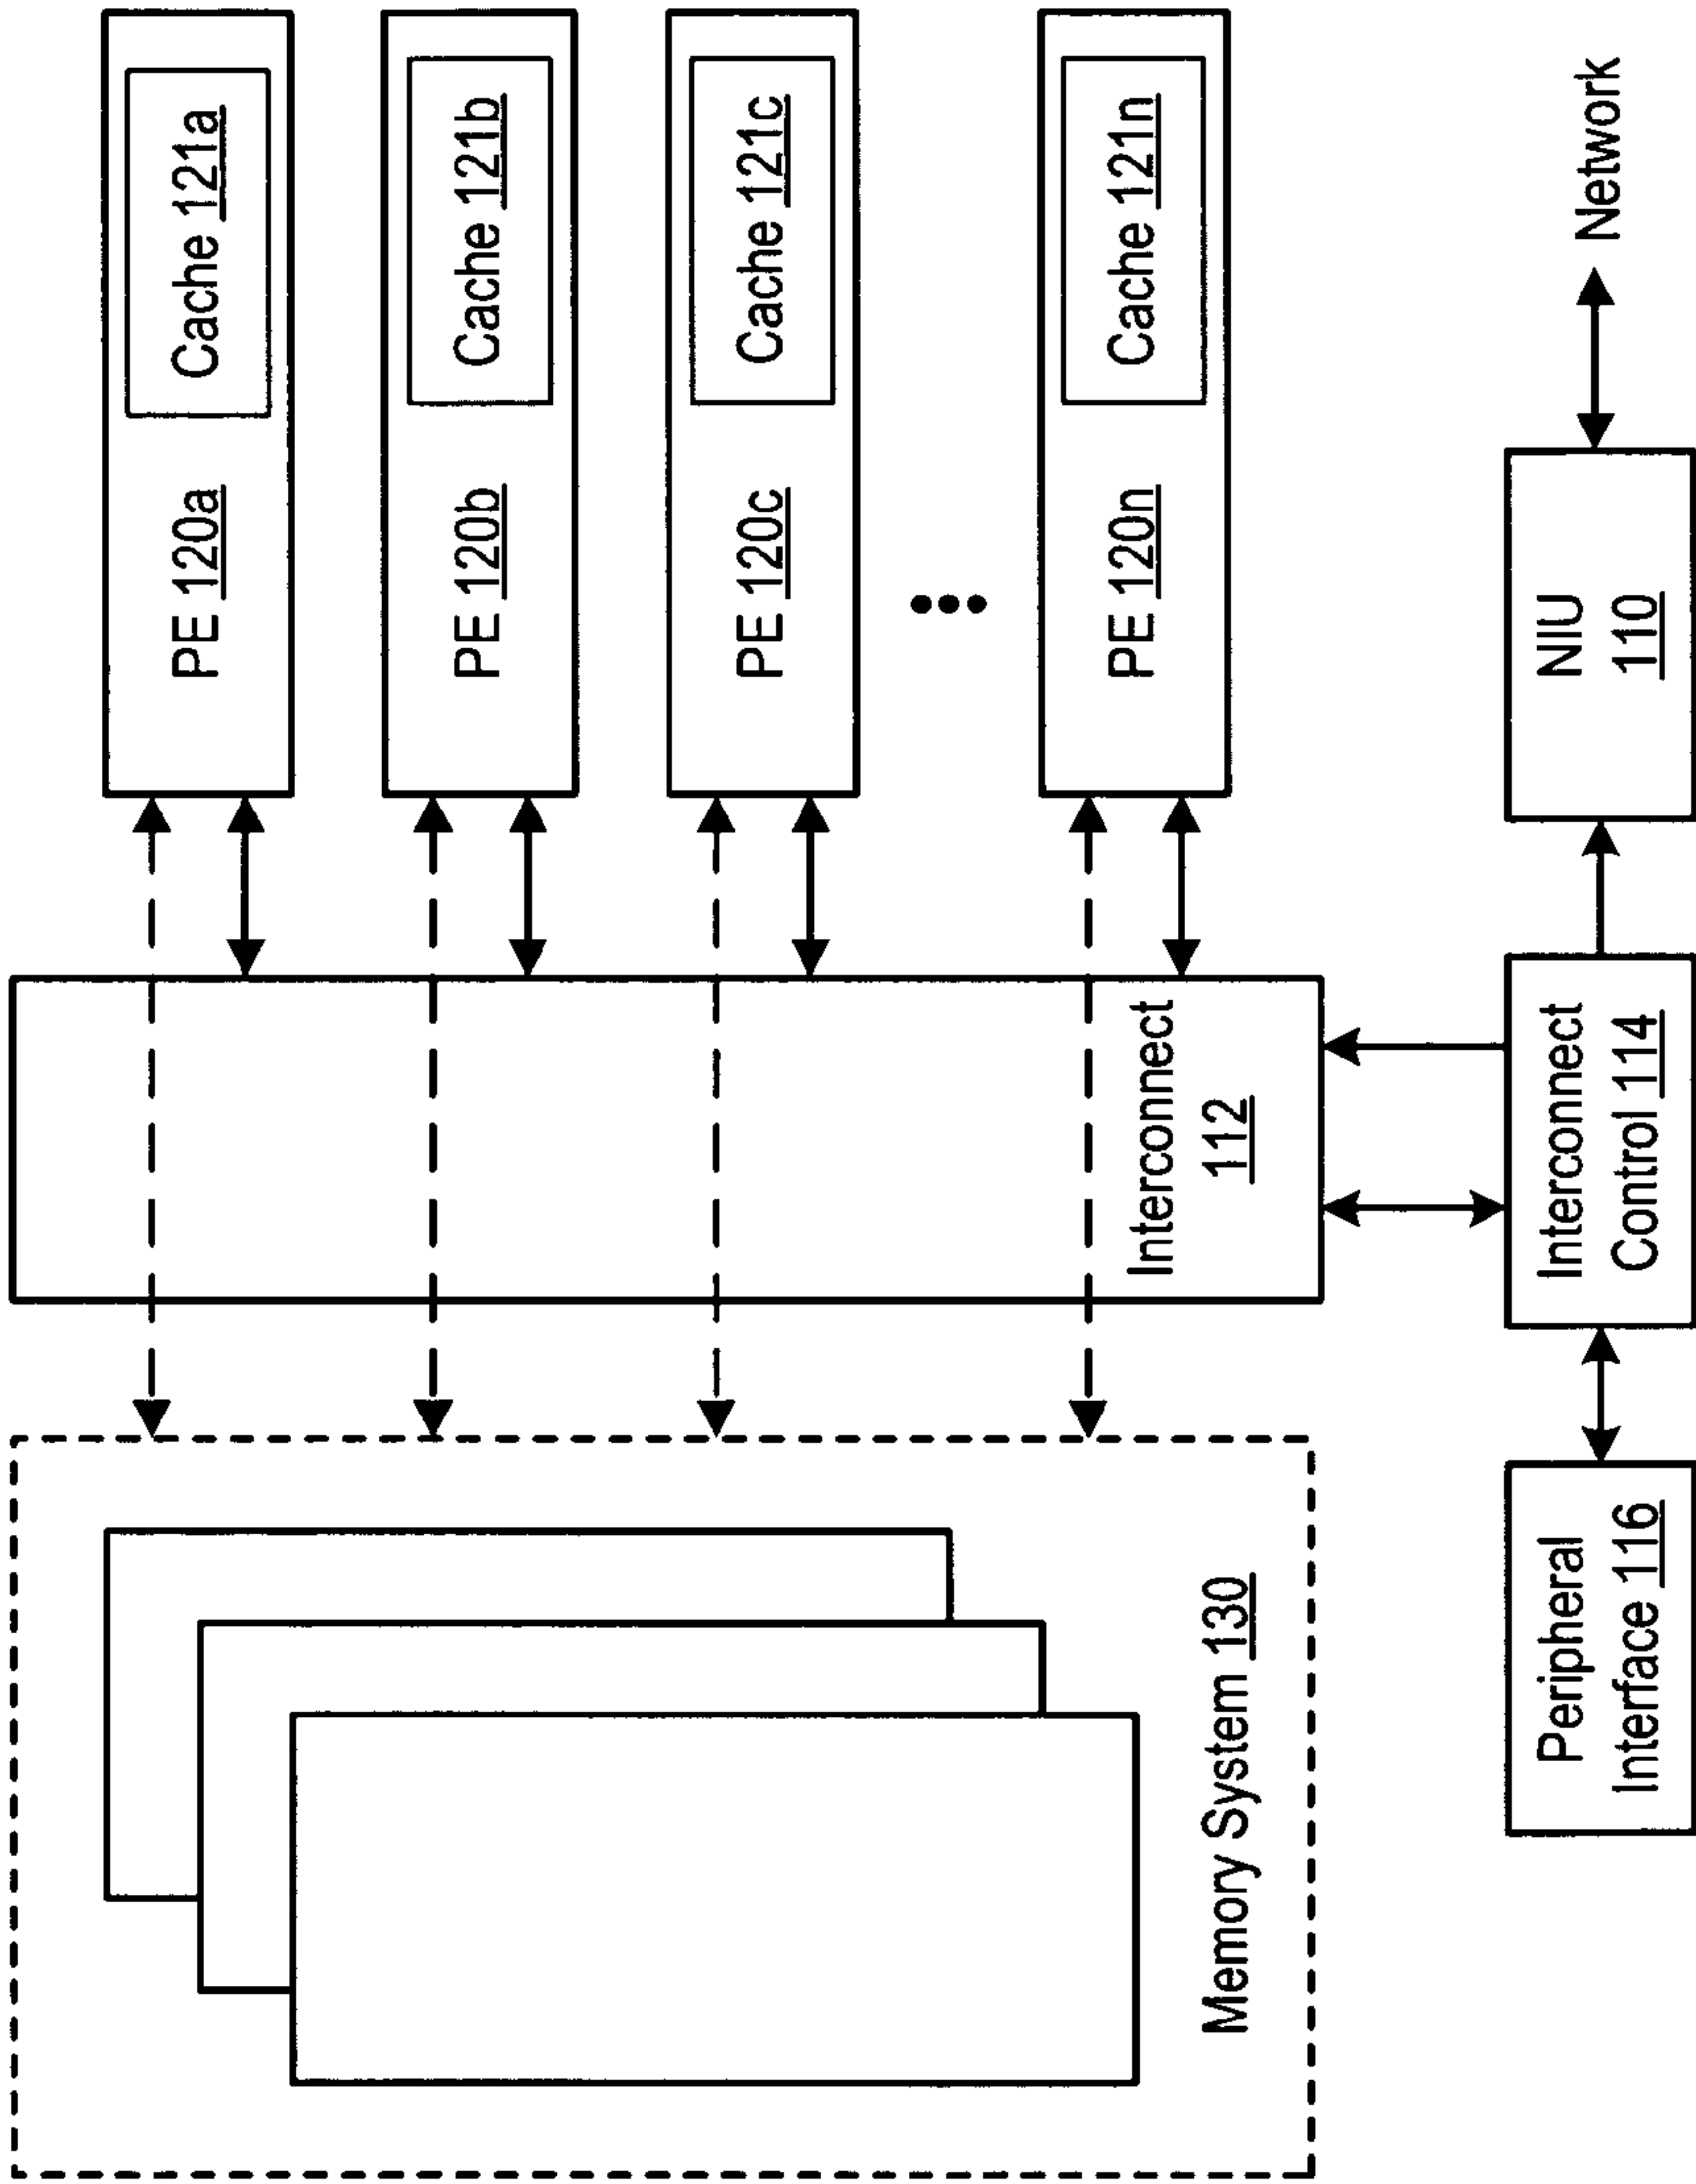 PE 120a
Cache 121a
PE 120b
Cache 121b
PE 120c
Cache 121c
PE 120n
Cache 121n
Interconnect
112
Memory System 130
Peripheral
Interface 116
Interconnect
Control 114
NIU
110
Network